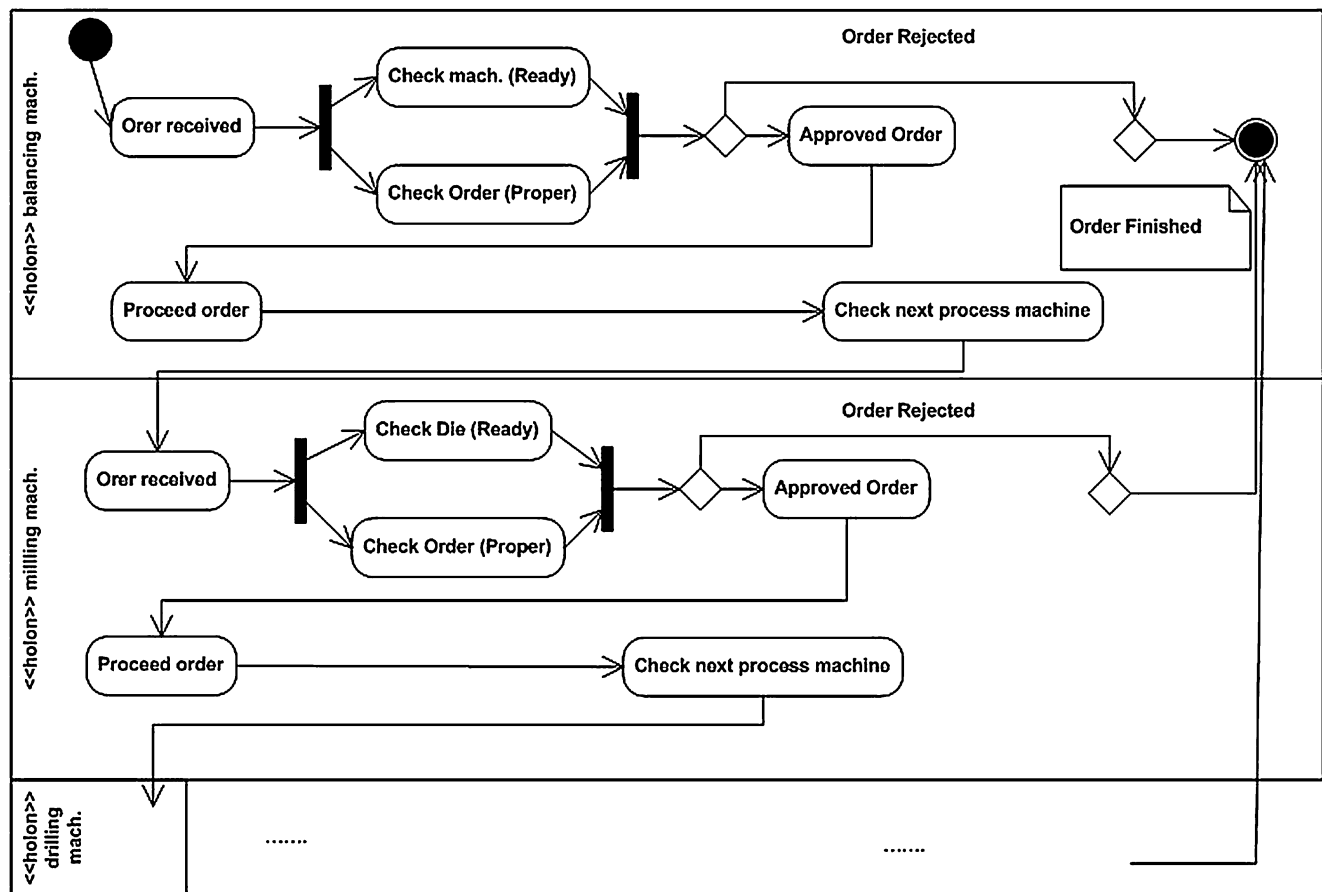 <<holon>> balancing mach.
Order Rejected
Check mach. (Ready)
Orer received
Approved Order
Check Order (Proper)
Order Finished
Proceed order
Check next process machine
<<holon>> millling mach.
Order Rejected
Check Die (Ready)
Orer received
Approved Order
Check Order (Proper)
Proceed order
Check next process machine
<<holon>>
drilling
mach.
.......
.......